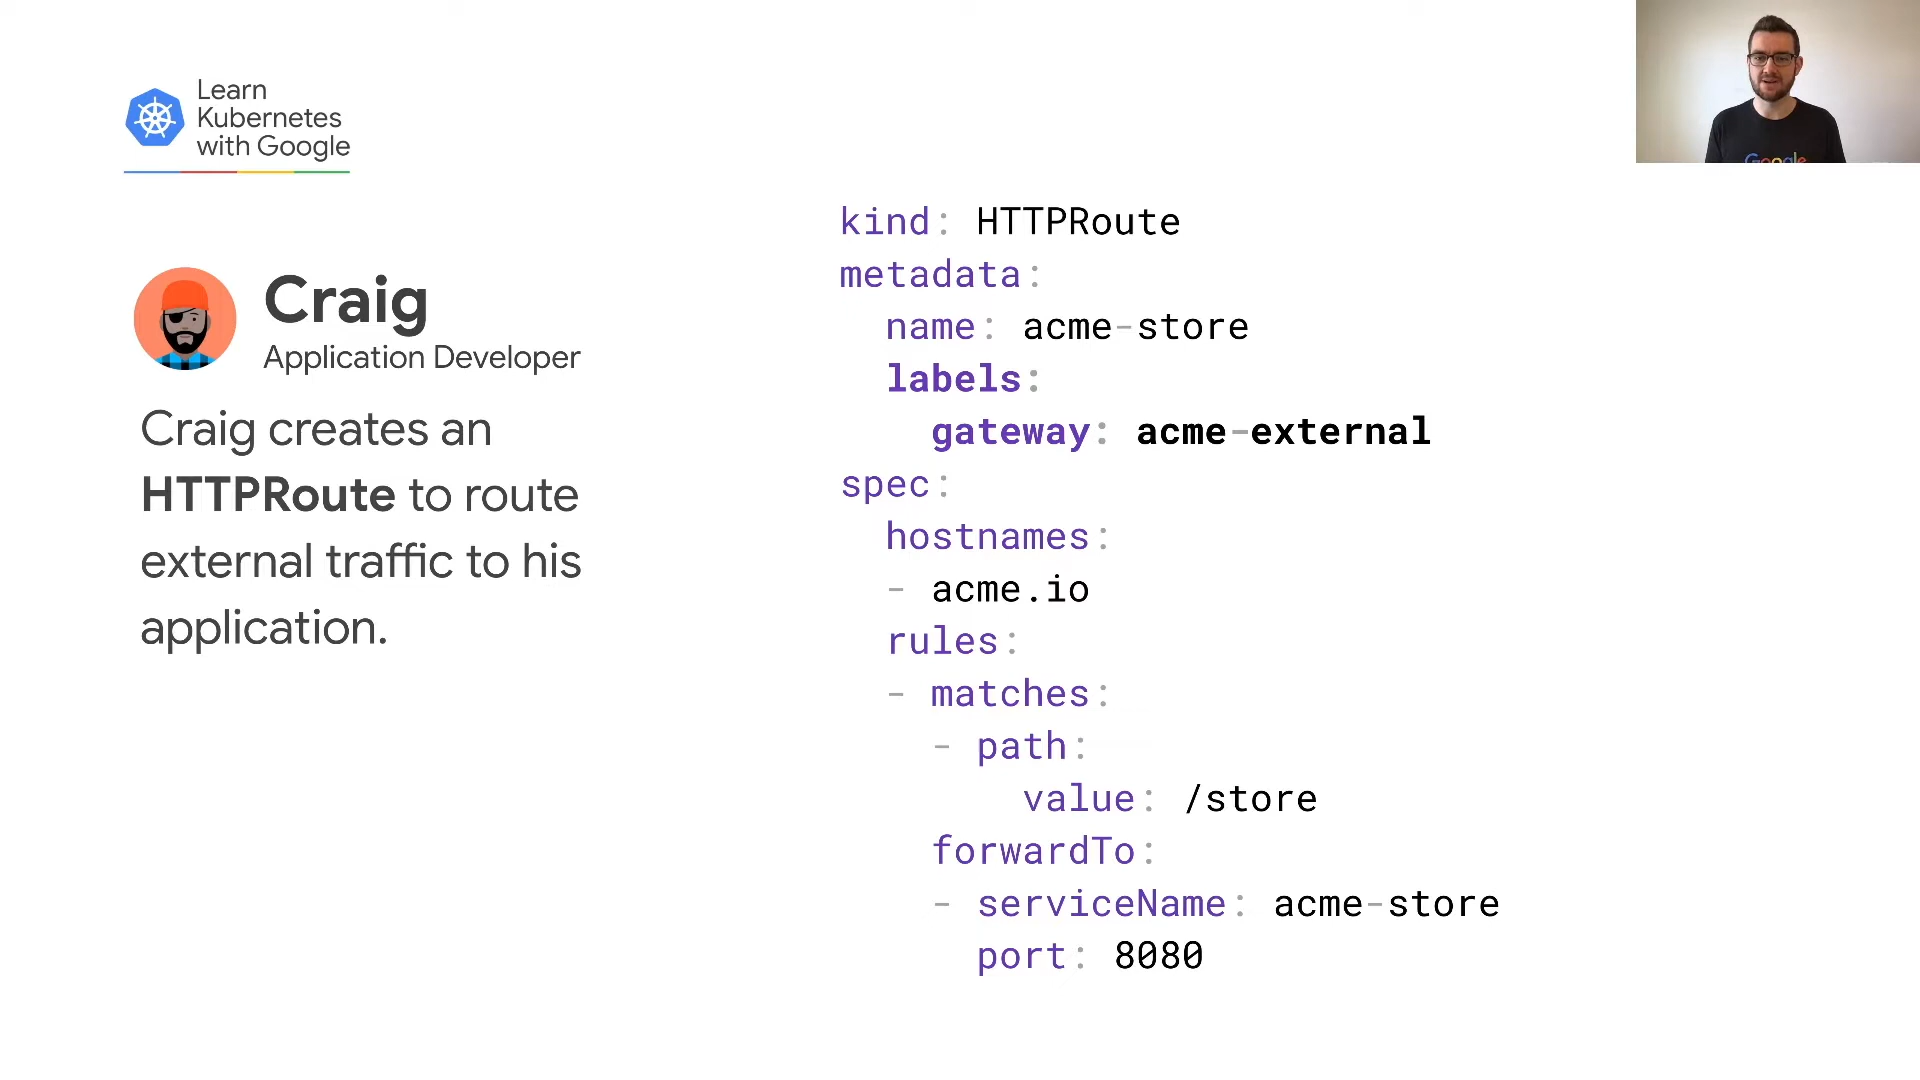 Learn
Kubernetes
with Google
Craig
Application Developer
Craig creates an
HTTPRoute to route
external traffic to his
application.
kind: HTTPRoute
metadata:
  name: acme-store
  labels:
    gateway: acme-external
spec:
  hostnames:
  - acme.io
  rules:
  - matches:
    - path:
        value: /store
    forwardTo:
    - serviceName: acme-store
      port: 8080
Google